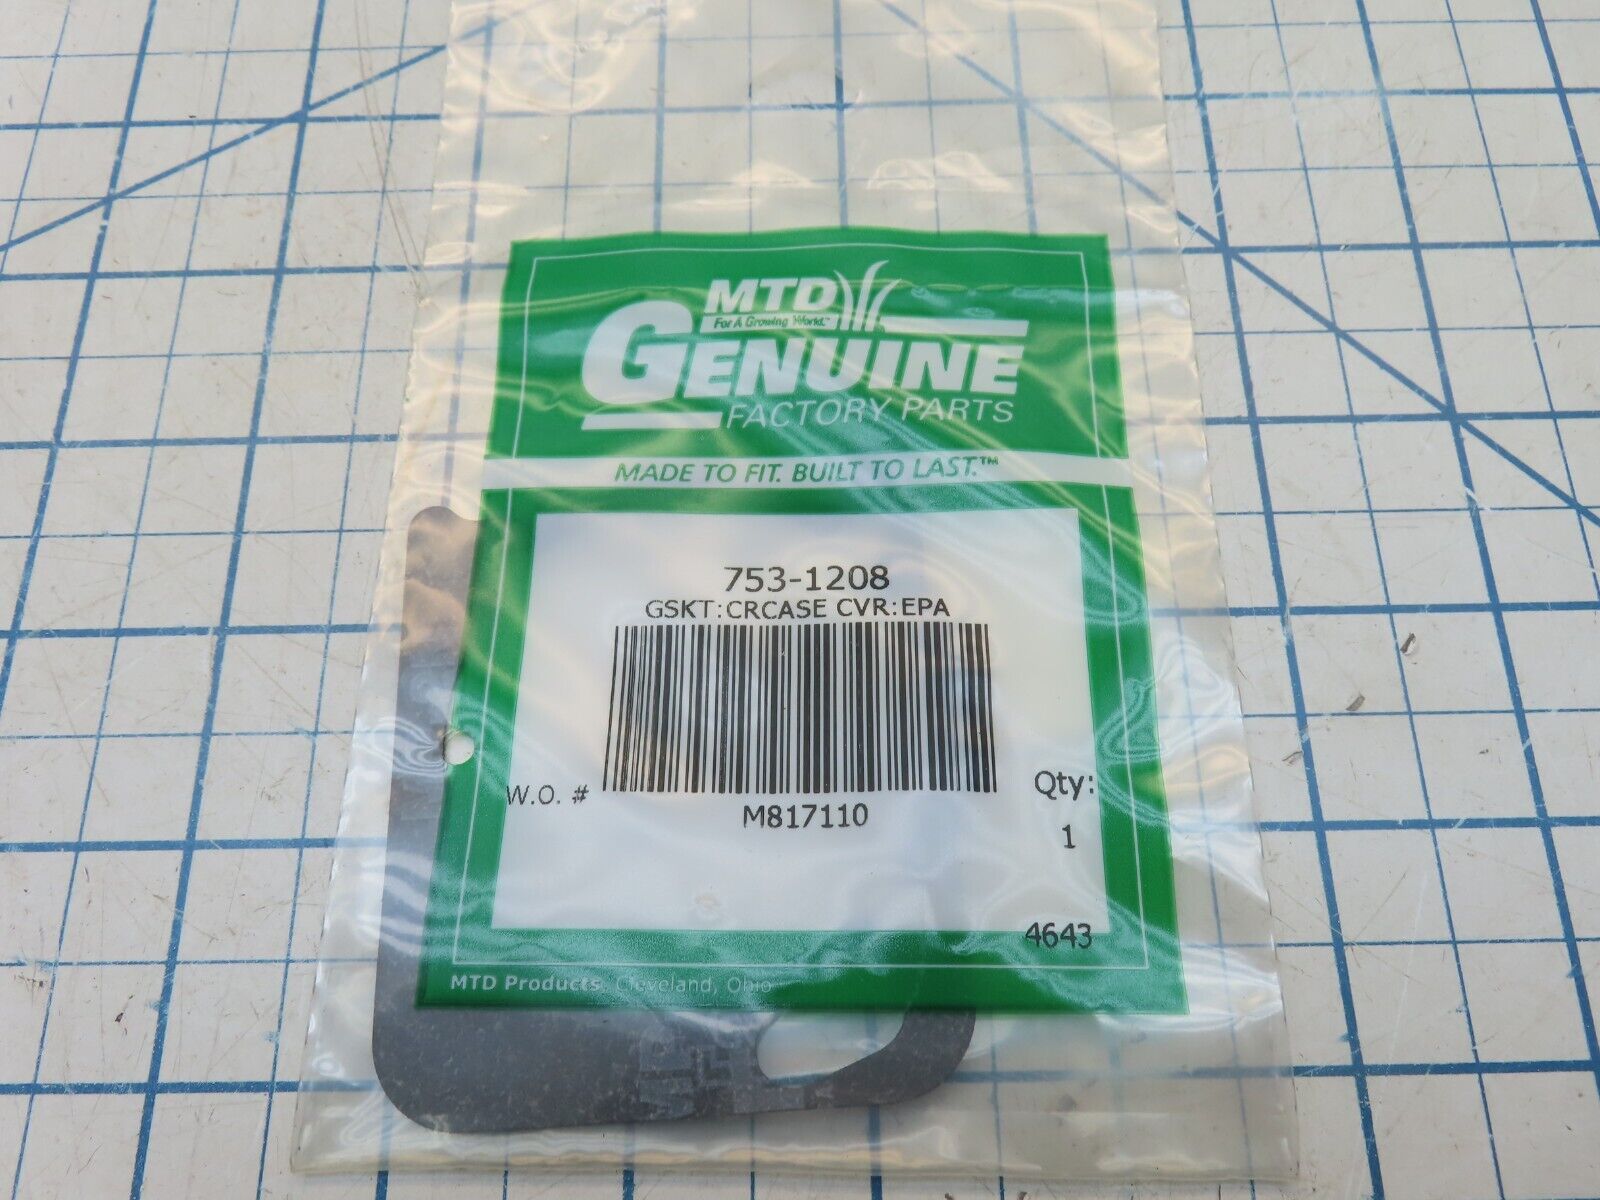 MTD
For A Growing World.™
GENUINE
FACTORY PARTS
MADE TO FIT. BUILT TO LAST.™
753-1208
GSKT:CRCASE CVR:EPA
W.O. #
M817110
Qty:
1
4643
MTD Products, Cleveland, Ohio